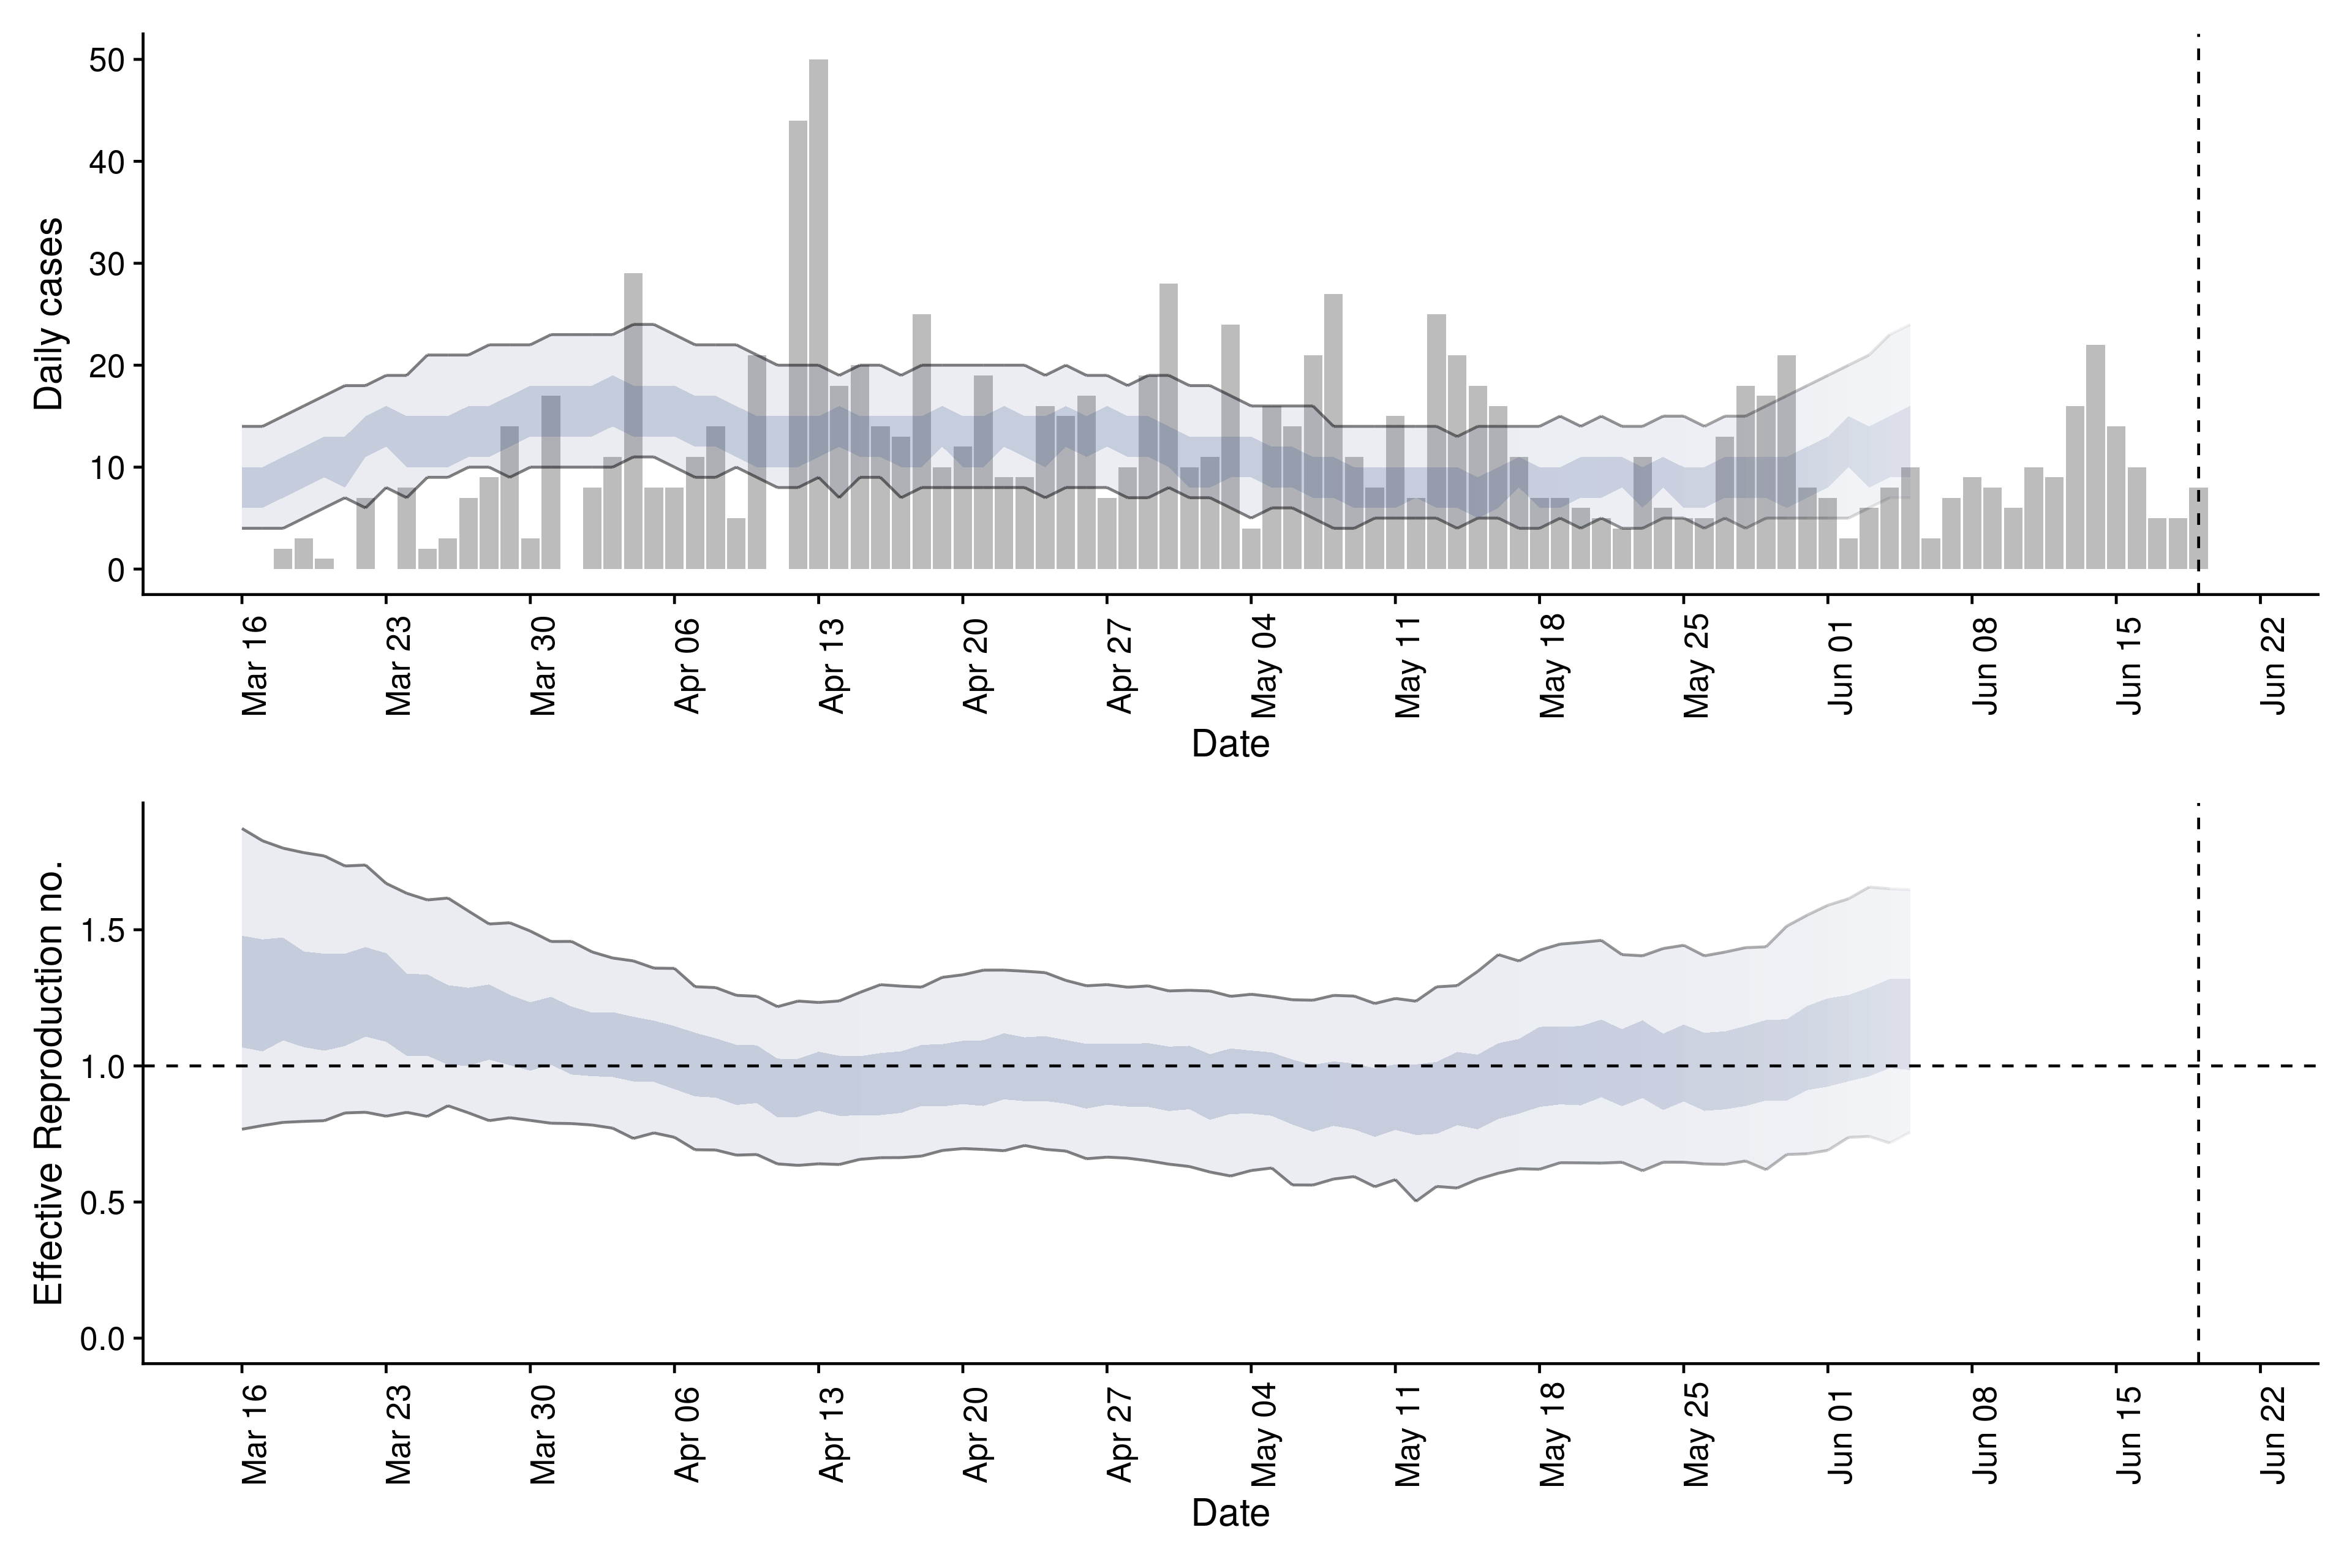 Daily cases
50
40
30
20
10
0
Mar 16
Mar 23
Mar 30
Apr 06
Apr 13
Apr 20
Apr 27
May 04
May 11
May 18
May 25
Jun 01
Jun 08
Jun 15
Jun 22
Date
Effective Reproduction no.
1.5
1.0
0.5
0.0
Mar 16
Mar 23
Mar 30
Apr 06
Apr 13
Apr 20
Apr 27
May 04
May 11
May 18
May 25
Jun 01
Jun 08
Jun 15
Jun 22
Date